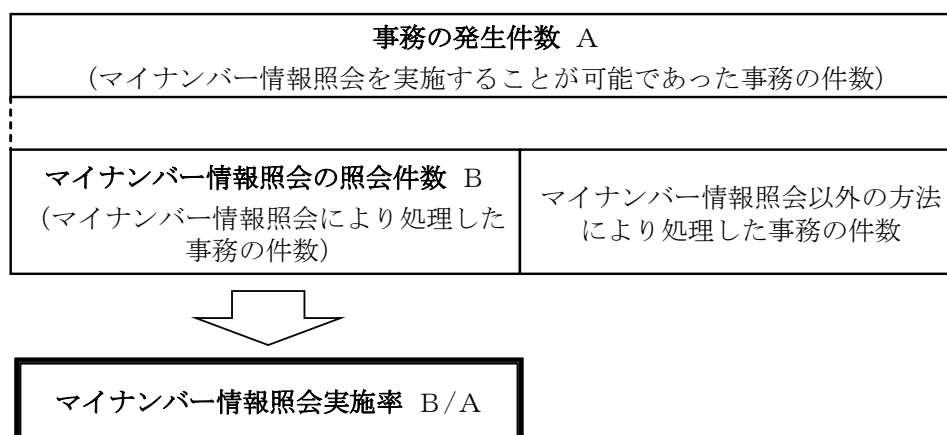 事務の発生件数 A
(マイナンバー情報照会を実施することが可能であった事務の件数)
マイナンバー情報照会の照会件数 B
(マイナンバー情報照会により処理した
事務の件数)
マイナンバー情報照会以外の方法
により処理した事務の件数
マイナンバー情報照会実施率 B/A